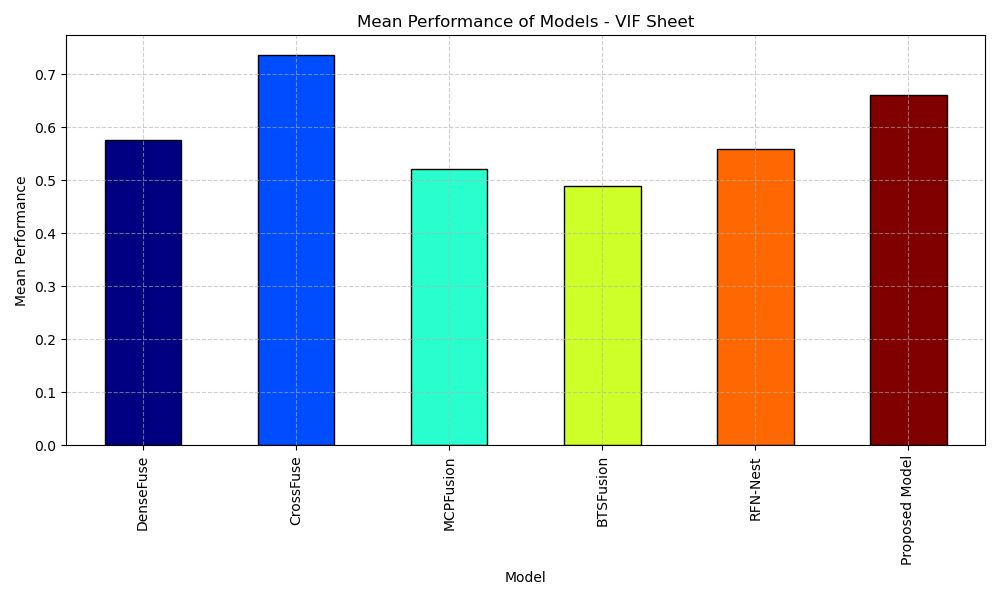 Mean Performance of Models - VIF Sheet
Mean Performance
0.7
0.6
0.5
0.4
0.3
0.2
0.1
0.0
DenseFuse
CrossFuse
MCPFusion
BTSFusion
RFN-Nest
Proposed Model
Model